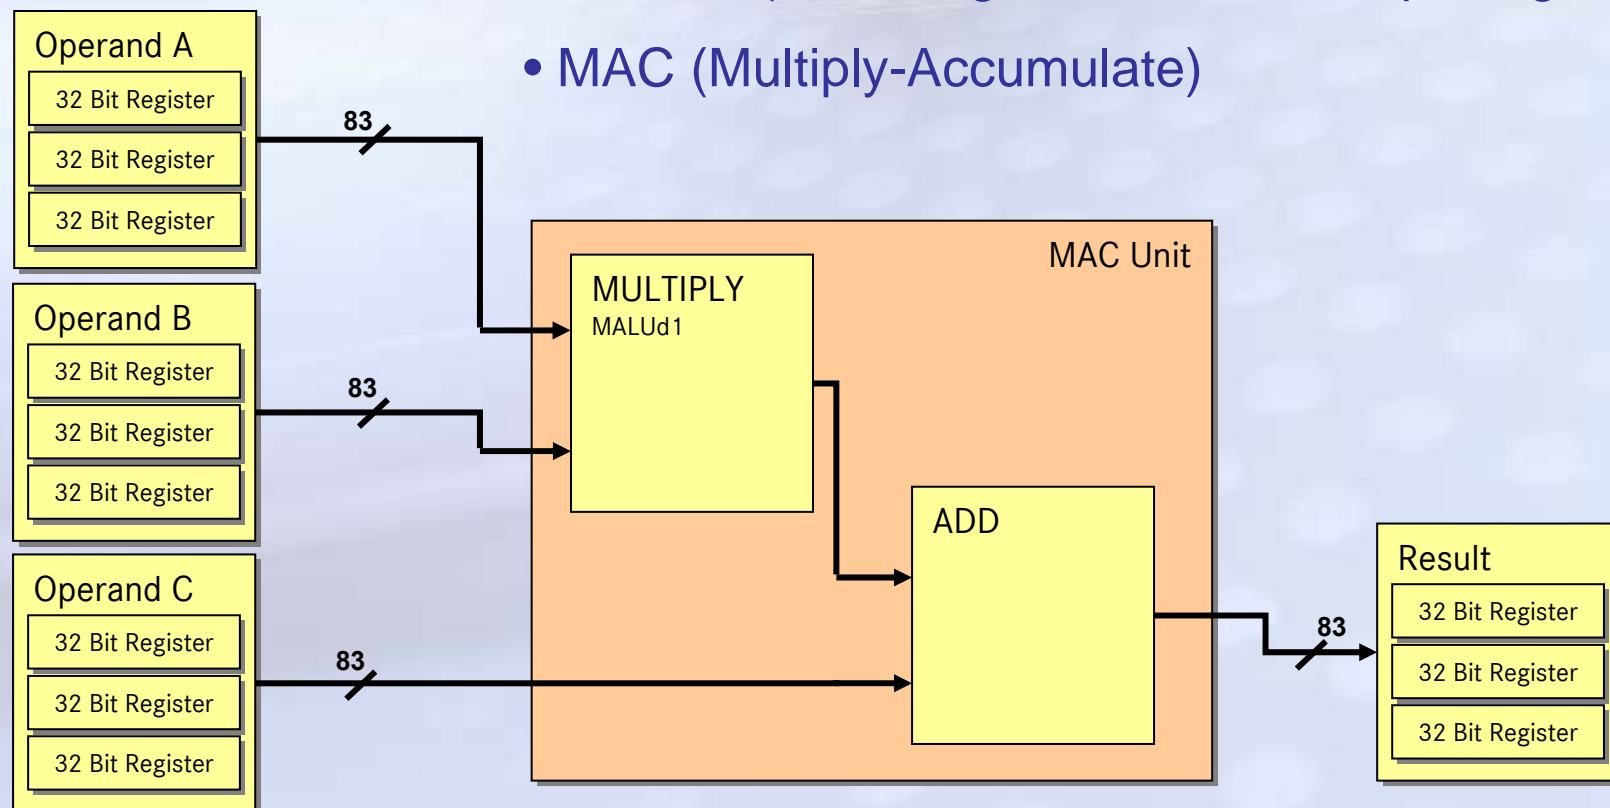 • MAC (Multiply-Accumulate)
Operand A
32 Bit Register
32 Bit Register
32 Bit Register
83
Operand B
32 Bit Register
32 Bit Register
32 Bit Register
83
Operand C
32 Bit Register
32 Bit Register
32 Bit Register
83
MAC Unit
MULTIPLY
MALUd1
ADD
83
Result
32 Bit Register
32 Bit Register
32 Bit Register